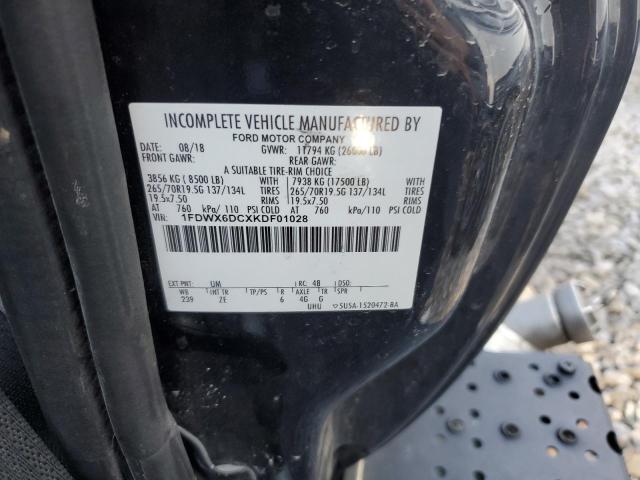 INCOMPLETE VEHICLE MANUFACTURED BY
FORD MOTOR COMPANY
DATE: 08/18 GVWR: 11794 KG (26000 LB)
FRONT GAWR: REAR GAWR:
A SUITABLE TIRE-RIM CHOICE
3856 KG ( 8500 LB) WITH 7938 KG (17500 LB) WITH
265/70R19.5G 137/134L TIRES 265/70R19.5G 137/134L TIRES
19.5x7.50 RIMS 19.5x7.50 RIMS
AT 760 kPa/110 PSI COLD AT 760 kPa/110 PSI COLD
VIN: 1FDWX6DCXKDF01028
EXT PNT: UM RC: 48 DSO:
WB INT TR TP/PS R AXLE TR SPR
239 ZE 6 4G G
UHU 5U5A-1520472-BA